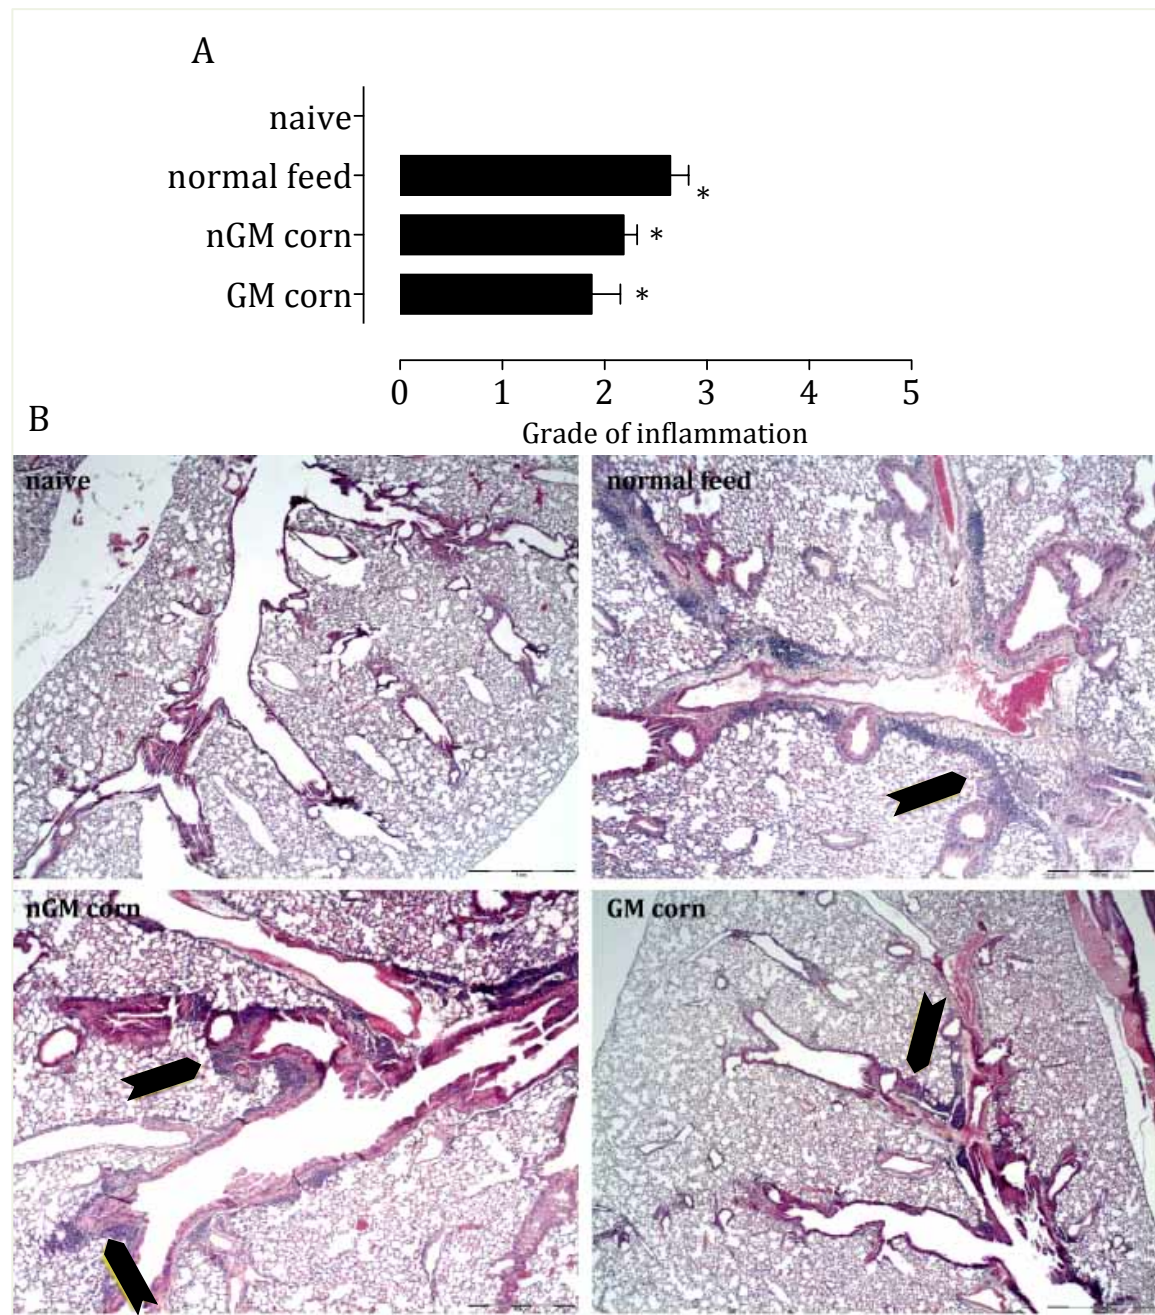 A
naive
normal feed
*
nGM corn
*
GM corn
*
0 1 2 3 4 5
Grade of inflammation
B
naive
normal feed
nGM corn
GM corn